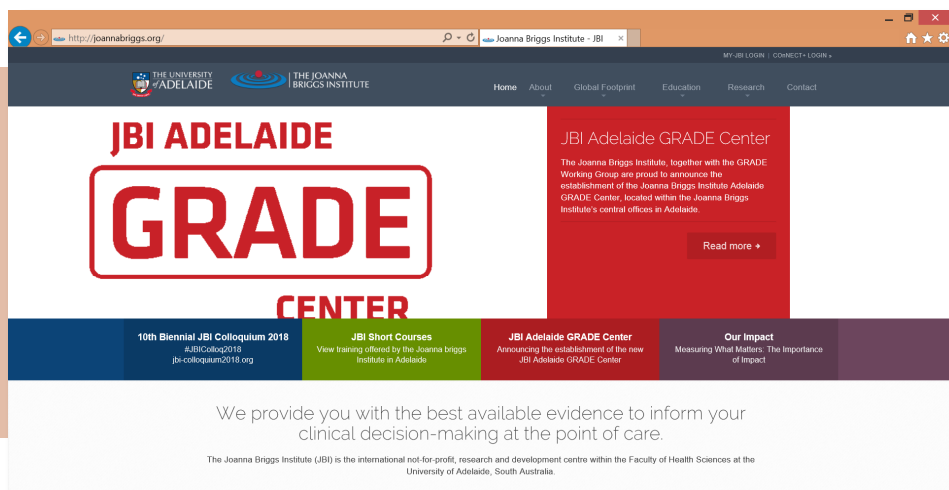 http://joannabriggs.org/
Joanna Briggs Institute - JBI
MY-JBI LOGIN | CONNECT+ LOGIN
THE UNIVERSITY
of ADELAIDE
THE JOANNA
BRIGGS INSTITUTE
Home About Global Footprint Education Research Contact
JBI ADELAIDE
GRADE
CENTER
JBI Adelaide GRADE Center
The Joanna Briggs Institute, together with the GRADE
Working Group are proud to announce the
establishment of the Joanna Briggs Institute Adelaide
GRADE Center, located within the Joanna Briggs
Institute's central offices in Adelaide.
Read more
10th Biennial JBI Colloquium 2018
#JBIColloq2018
jbi-colloquium2018.org
JBI Short Courses
View training offered by the Joanna briggs
Institute in Adelaide
JBI Adelaide GRADE Center
Announcing the establishment of the new
JBI Adelaide GRADE Center
Our Impact
Measuring What Matters: The Importance
of Impact
We provide you with the best available evidence to inform your
clinical decision-making at the point of care.
The Joanna Briggs Institute (JBI) is the international not-for-profit, research and development centre within the Faculty of Health Sciences at the
University of Adelaide, South Australia.